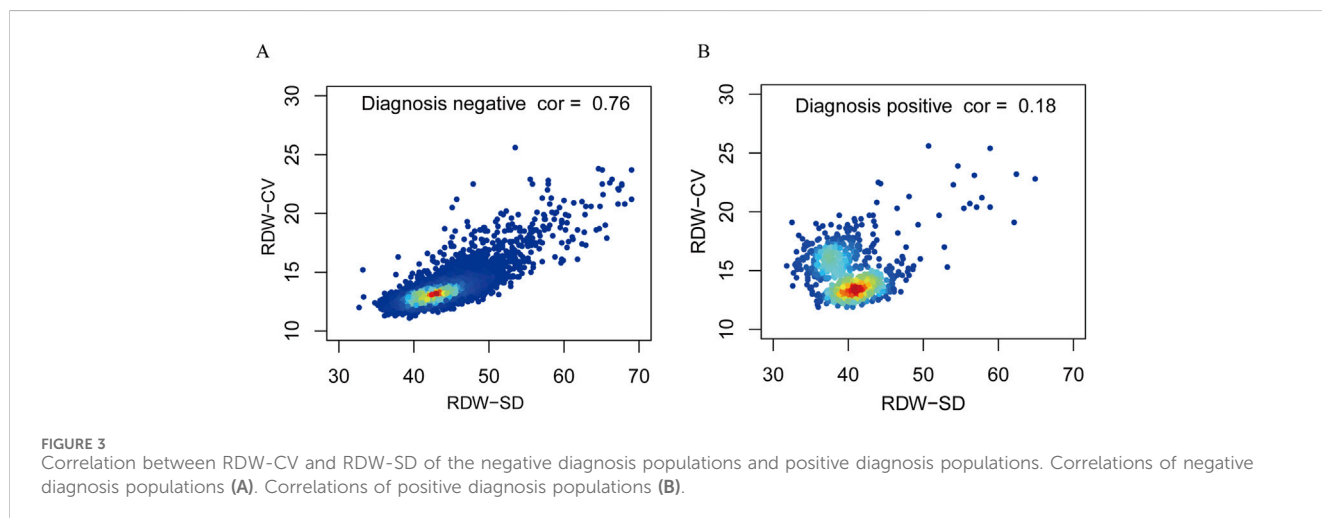 A
B
Diagnosis negative cor = 0.76
Diagnosis positive cor = 0.18
RDW−CV
30
25
20
15
10
30 40 50 60 70
RDW−SD
RDW−CV
30
25
20
15
10
30 40 50 60 70
RDW−SD
FIGURE 3
Correlation between RDW-CV and RDW-SD of the negative diagnosis populations and positive diagnosis populations. Correlations of negative
diagnosis populations (A). Correlations of positive diagnosis populations (B).